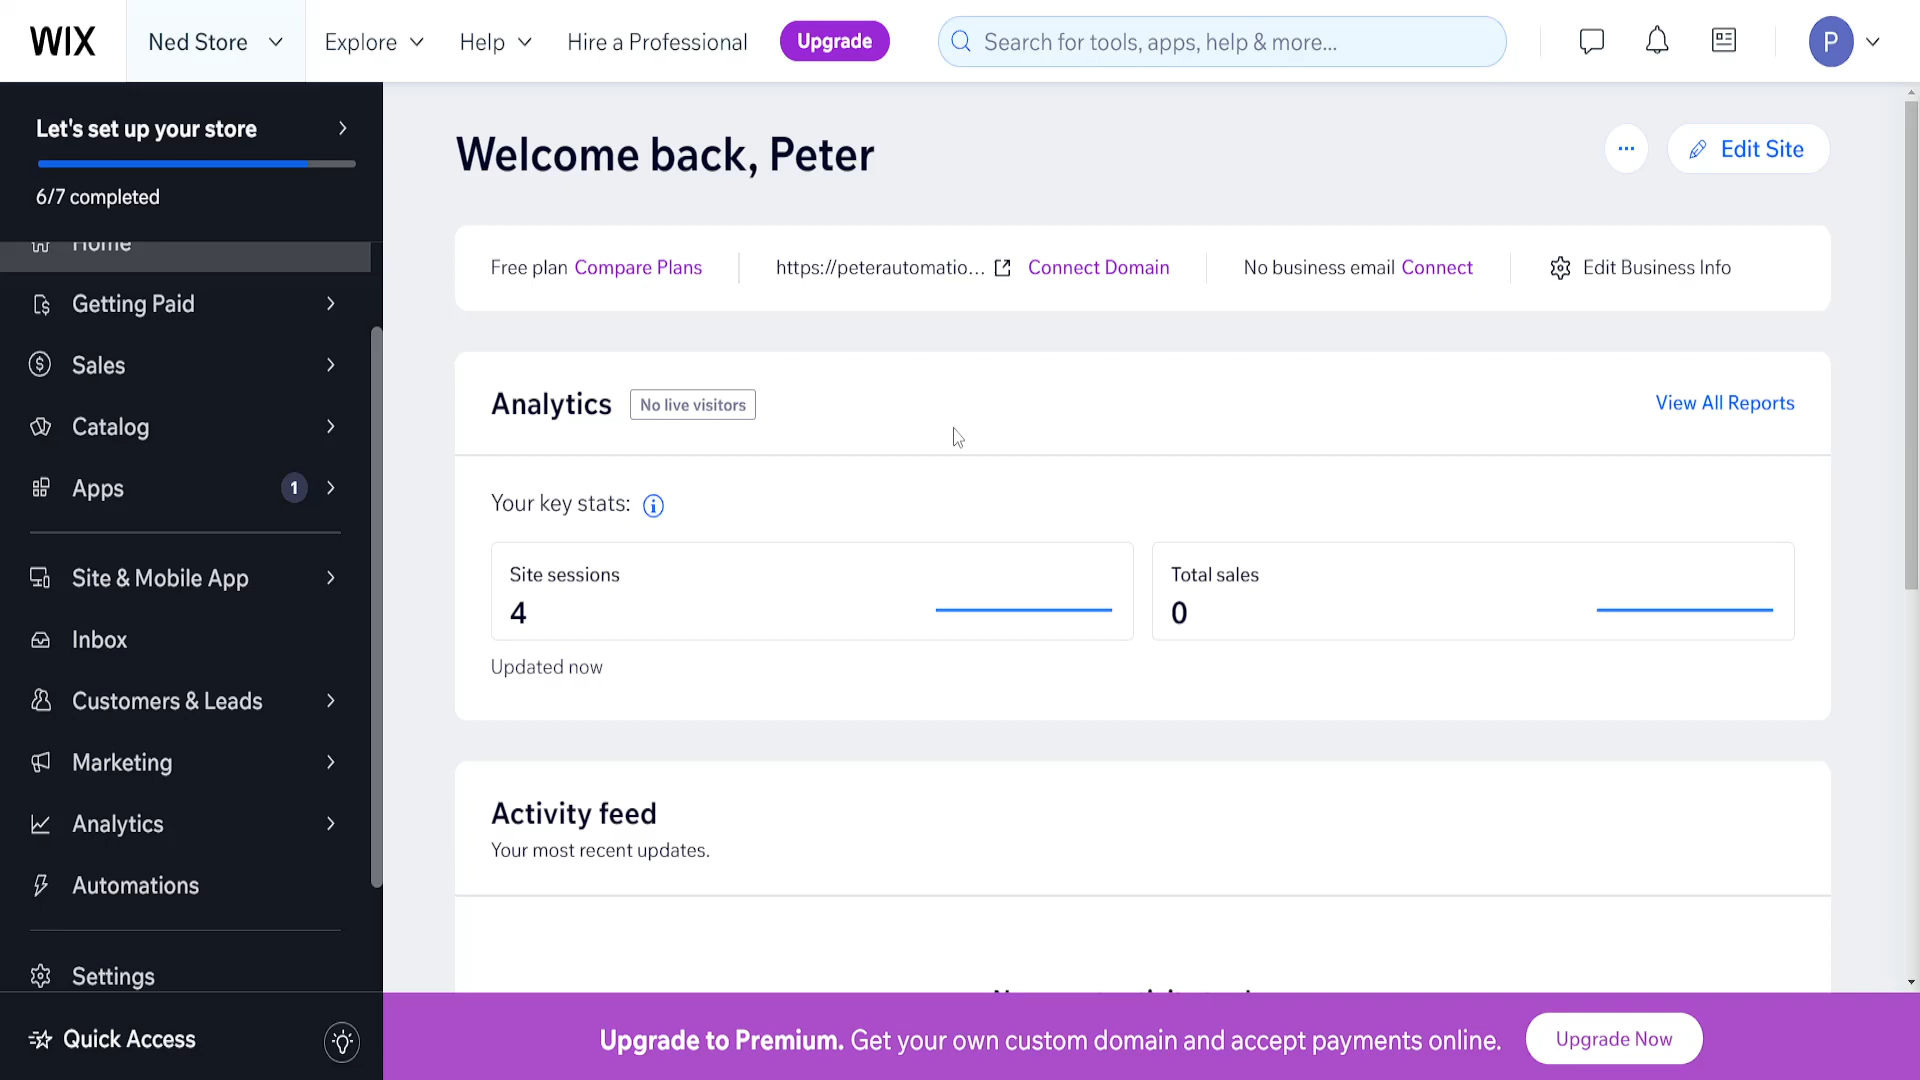 WIX
Ned Store
Explore
Help
Hire a Professional
Upgrade
Search for tools, apps, help & more...
P
Let's set up your store
6/7 completed
Home
Getting Paid
Sales
Catalog
Apps
1
Site & Mobile App
Inbox
Customers & Leads
Marketing
Analytics
Automations
Settings
Quick Access
Welcome back, Peter
Edit Site
Free plan Compare Plans
https://peterautomatio... Connect Domain
No business email Connect
Edit Business Info
Analytics
No live visitors
View All Reports
Your key stats:
Site sessions
4
Total sales
0
Updated now
Activity feed
Your most recent updates.
Upgrade to Premium. Get your own custom domain and accept payments online.
Upgrade Now